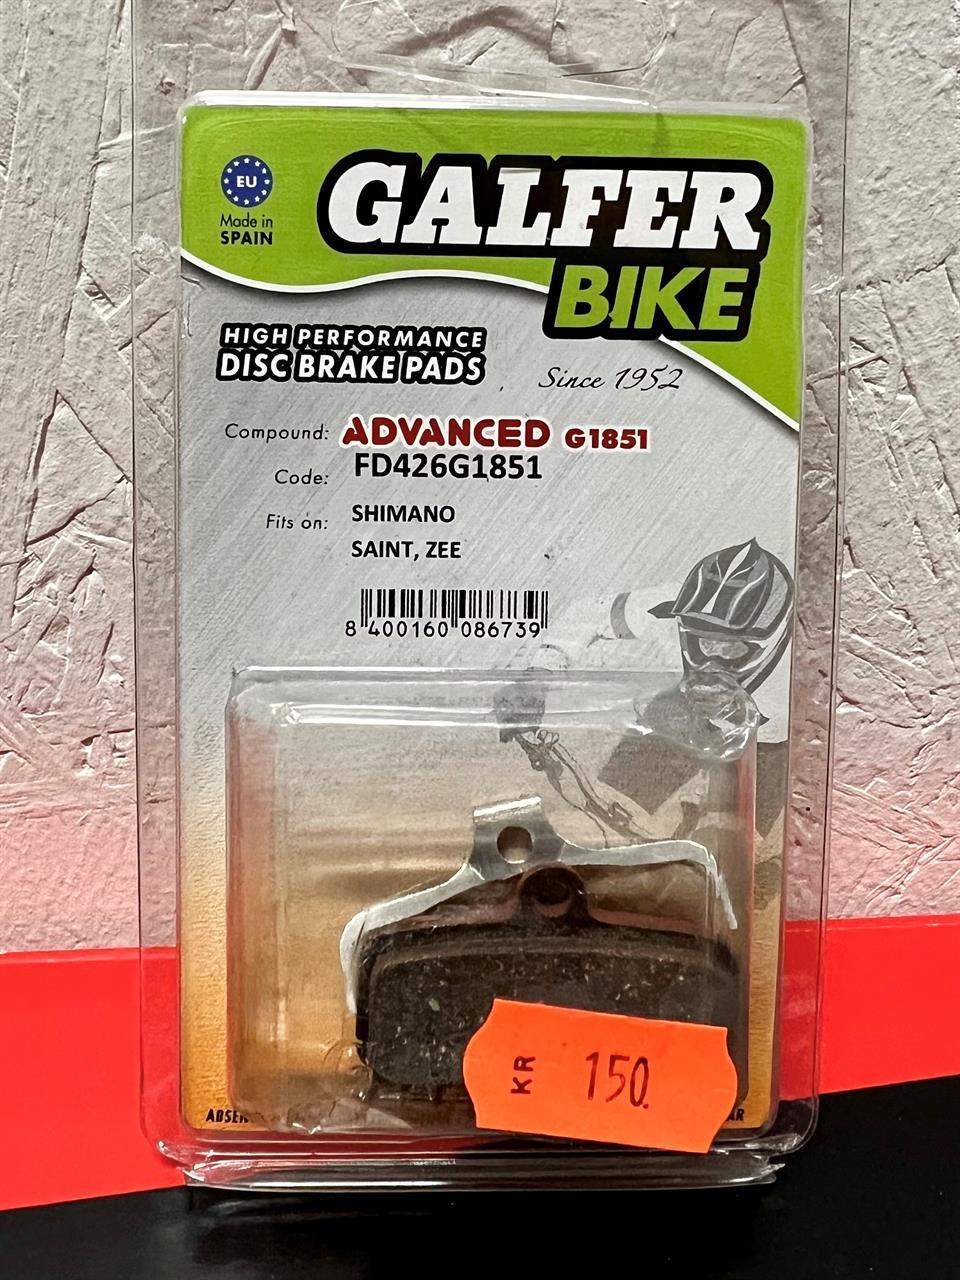 EU
Made in
SPAIN
GALFER
BIKE
HIGH PERFORMANCE
DISC BRAKE PADS
Since 1952
Compound: ADVANCED G1851
Code: FD426G1851
Fits on: SHIMANO
SAINT, ZEE
8 400160 086739
KR 150.